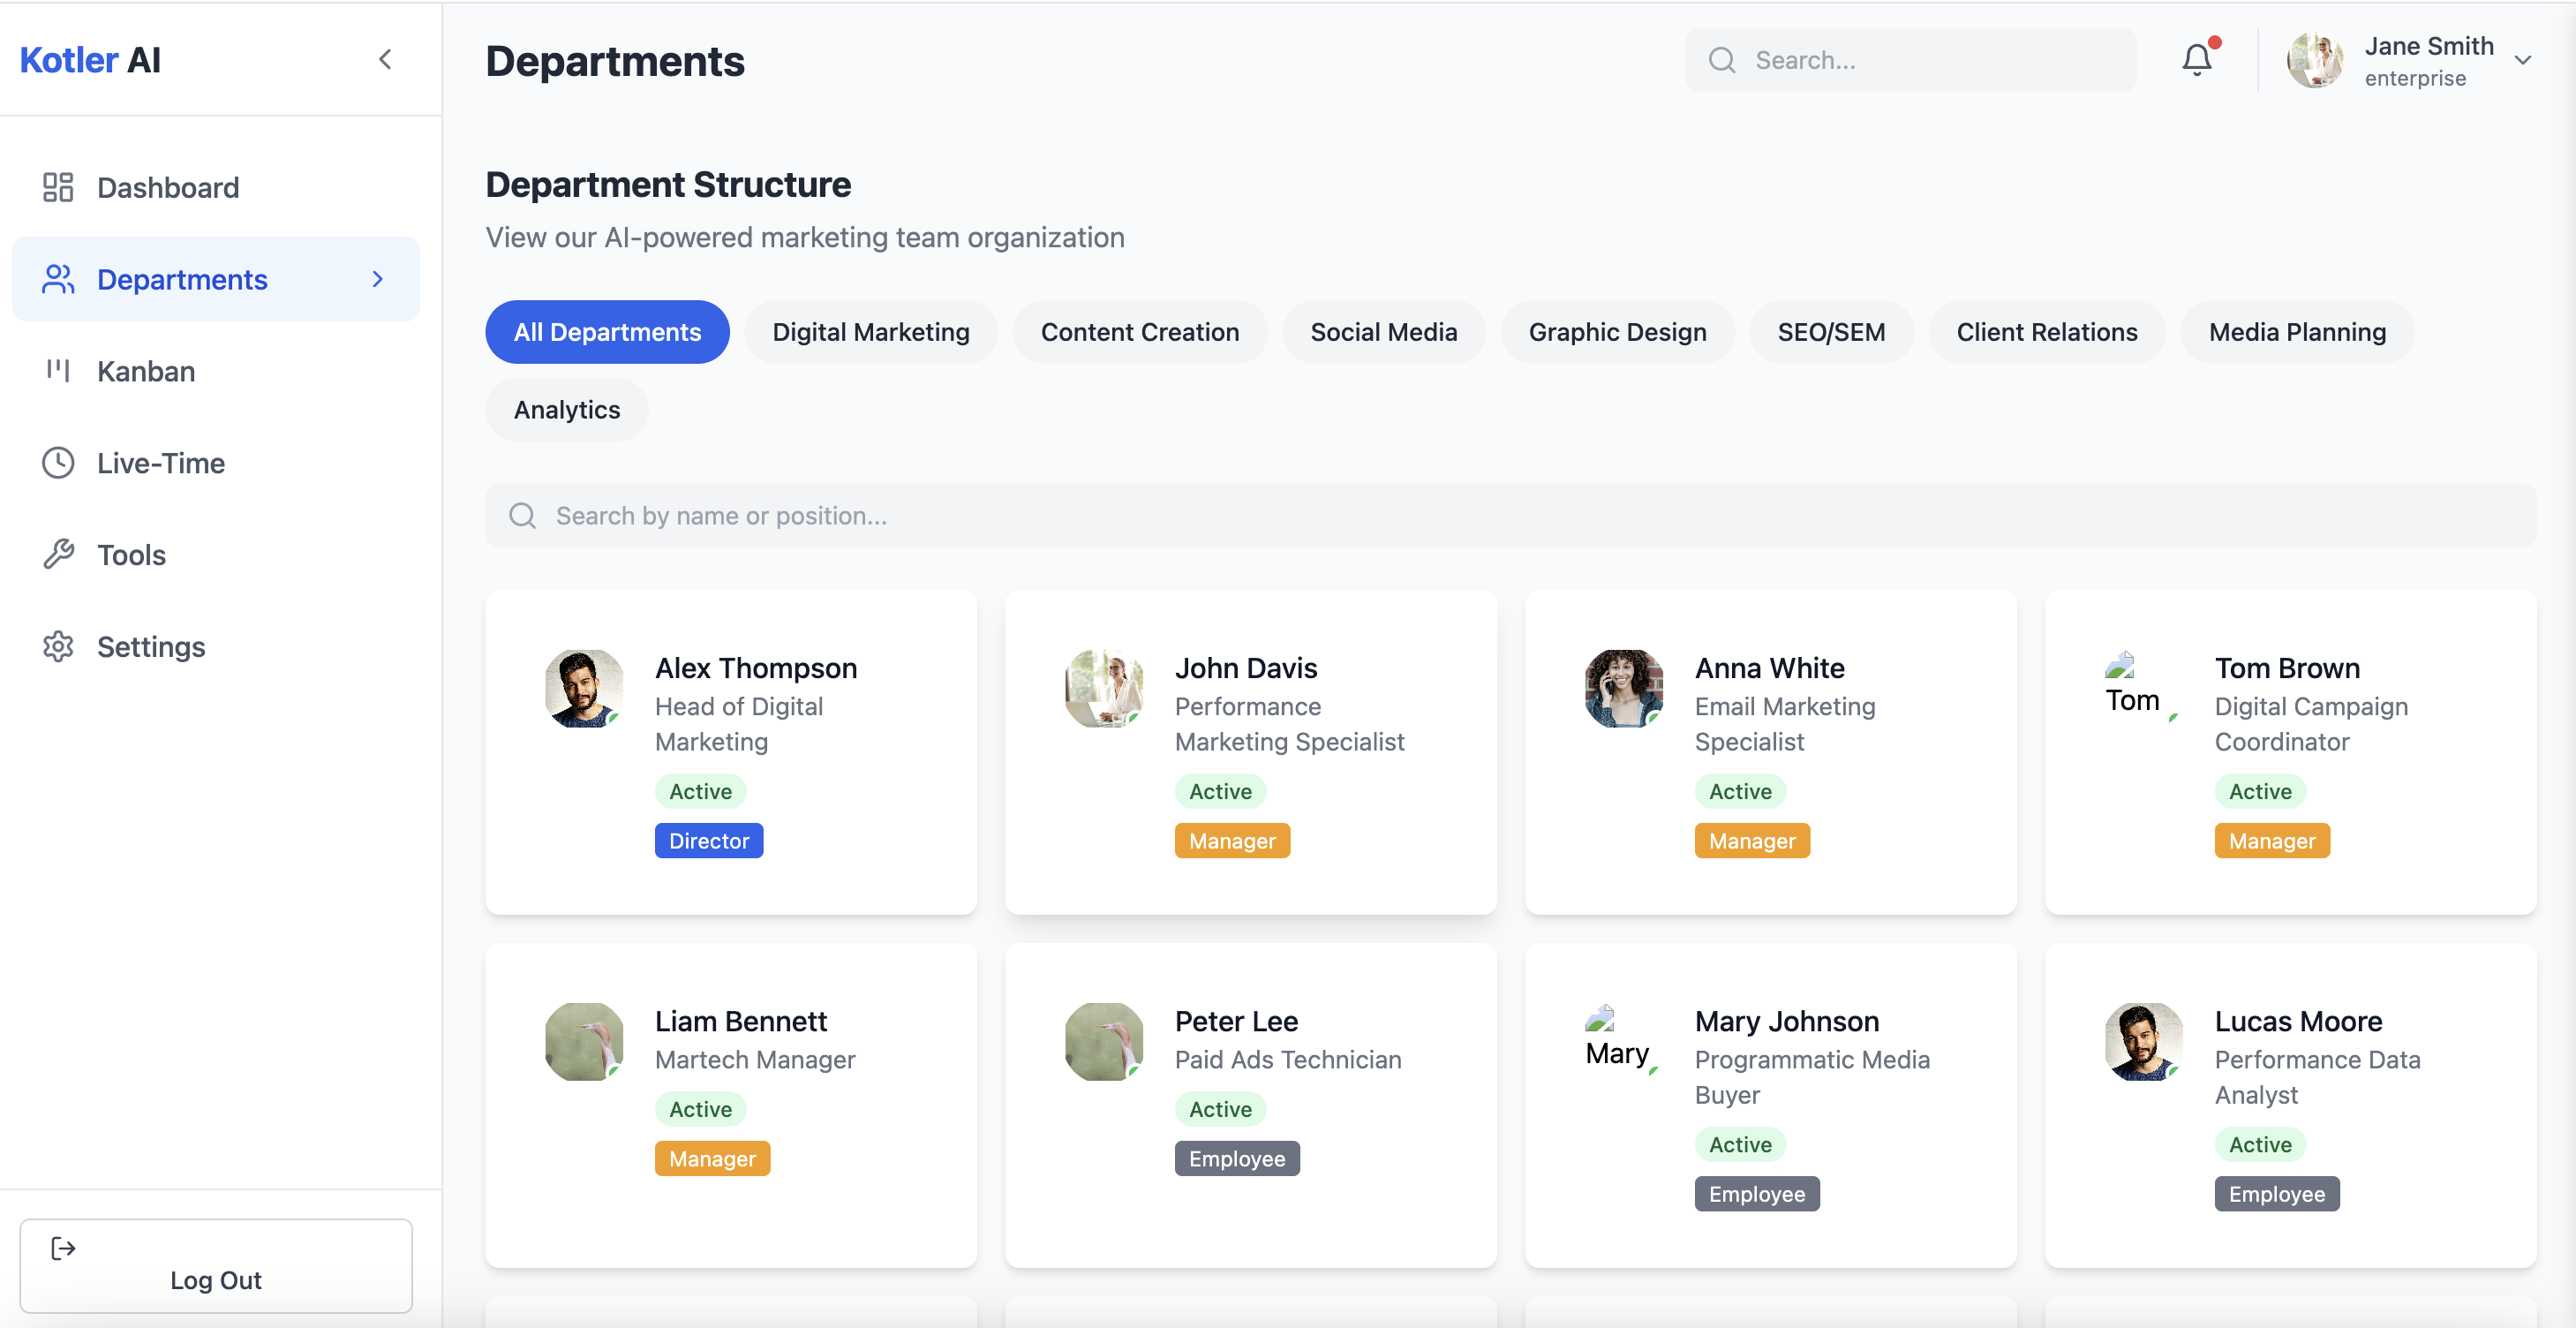 Kotler AI
Dashboard
Departments
Kanban
Live-Time
Tools
Settings
Log Out
Departments
Search...
Jane Smith
enterprise
Department Structure
View our AI-powered marketing team organization
All Departments
Digital Marketing
Content Creation
Social Media
Graphic Design
SEO/SEM
Client Relations
Media Planning
Analytics
Search by name or position...
Alex Thompson
Head of Digital
Marketing
Active
Director
John Davis
Performance
Marketing Specialist
Active
Manager
Anna White
Email Marketing
Specialist
Active
Manager
Tom
Tom Brown
Digital Campaign
Coordinator
Active
Manager
Liam Bennett
Martech Manager
Active
Manager
Peter Lee
Paid Ads Technician
Active
Employee
Mary
Mary Johnson
Programmatic Media
Buyer
Active
Employee
Lucas Moore
Performance Data
Analyst
Active
Employee